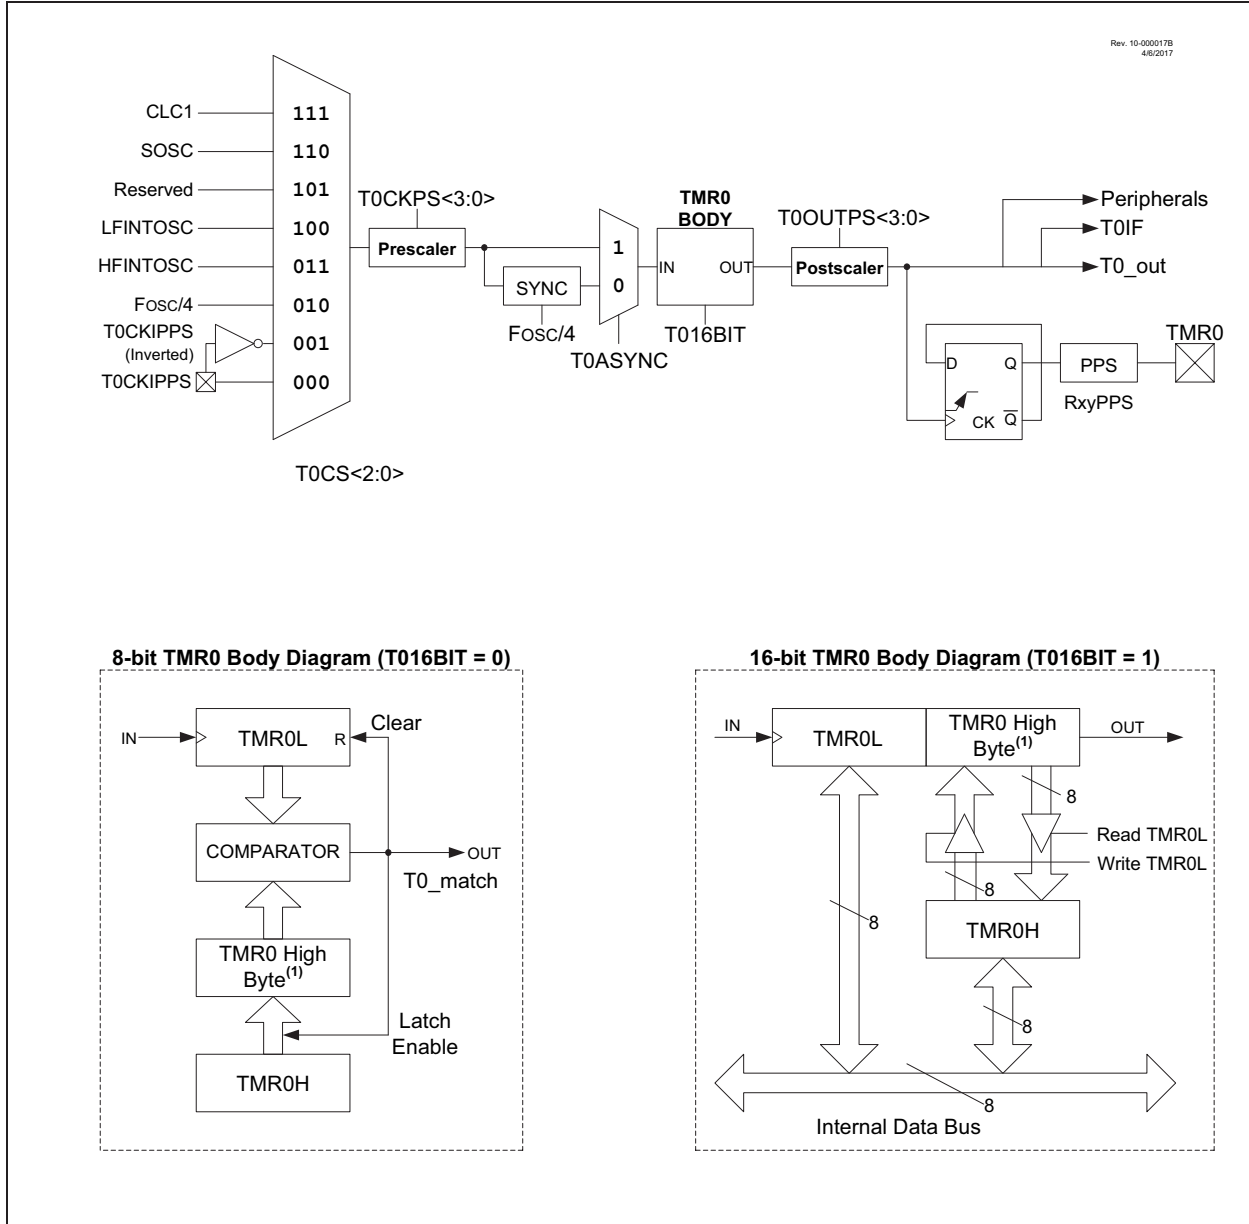 Rev. 10-000017B
4/6/2017
CLC1
111
SOSC
110
Reserved
101
LFINTOSC
100
HFINTOSC
011
FOSC/4
010
T0CKIPPS
(Inverted)
001
T0CKIPPS
000
T0CS<2:0>
T0CKPS<3:0>
Prescaler
SYNC
FOSC/4
1
0
T0ASYNC
TMR0
BODY
IN OUT
T016BIT
T0OUTPS<3:0>
Postscaler
Peripherals
T0IF
T0_out
D Q
CK Q̅
PPS
RxyPPS
TMR0
8-bit TMR0 Body Diagram (T016BIT = 0)
IN
TMR0L R
Clear
COMPARATOR
OUT
T0_match
TMR0 High
Byte(1)
Latch
Enable
TMR0H
16-bit TMR0 Body Diagram (T016BIT = 1)
IN
TMR0L
TMR0 High
Byte(1)
OUT
8
Read TMR0L
Write TMR0L
8
TMR0H
8
8
8
Internal Data Bus